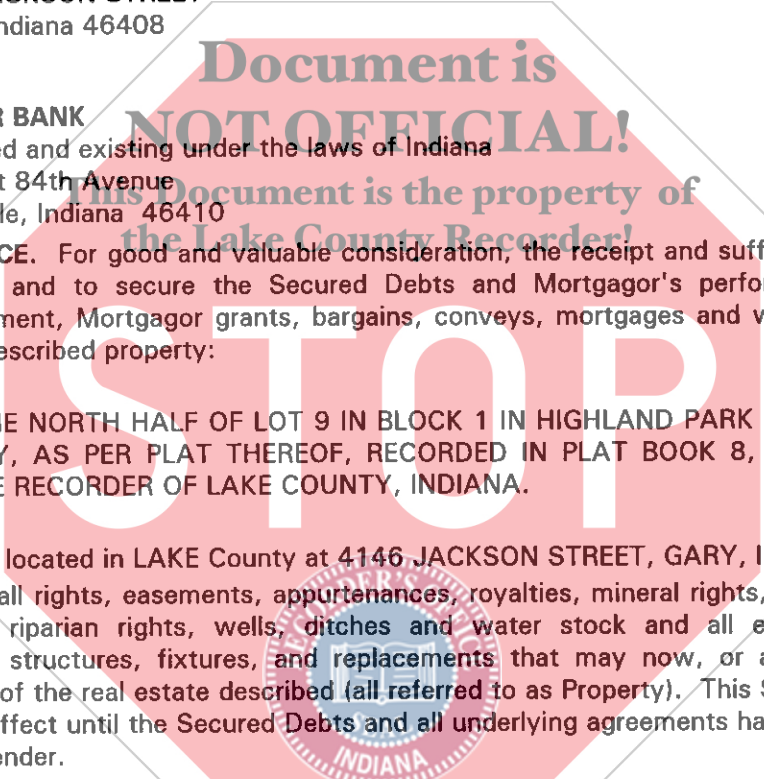 JACKSON STREET
Indiana 46408
Document is
R BANK
NOT OFFICIAL!
ed and existing under the laws of Indiana
t 84th Avenue
This Document is the property of
le, Indiana 46410
the Lake County Recorder!
CE. For good and valuable consideration, the receipt and suff
and to secure the Secured Debts and Mortgagor's perfo
ment, Mortgagor grants, bargains, conveys, mortgages and v
escribed property:
STOP
E NORTH HALF OF LOT 9 IN BLOCK 1 IN HIGHLAND PARK
Y, AS PER PLAT THEREOF, RECORDED IN PLAT BOOK 8,
E RECORDER OF LAKE COUNTY, INDIANA.
located in LAKE County at 4146 JACKSON STREET, GARY, I
all rights, easements, appurtenances, royalties, mineral rights,
riparian rights, wells, ditches and water stock and all e
structures, fixtures, and replacements that may now, or a
of the real estate described (all referred to as Property). This S
ffect until the Secured Debts and all underlying agreements ha
ender.
RECORDER'S OFFICE
SEAL
INDIANA